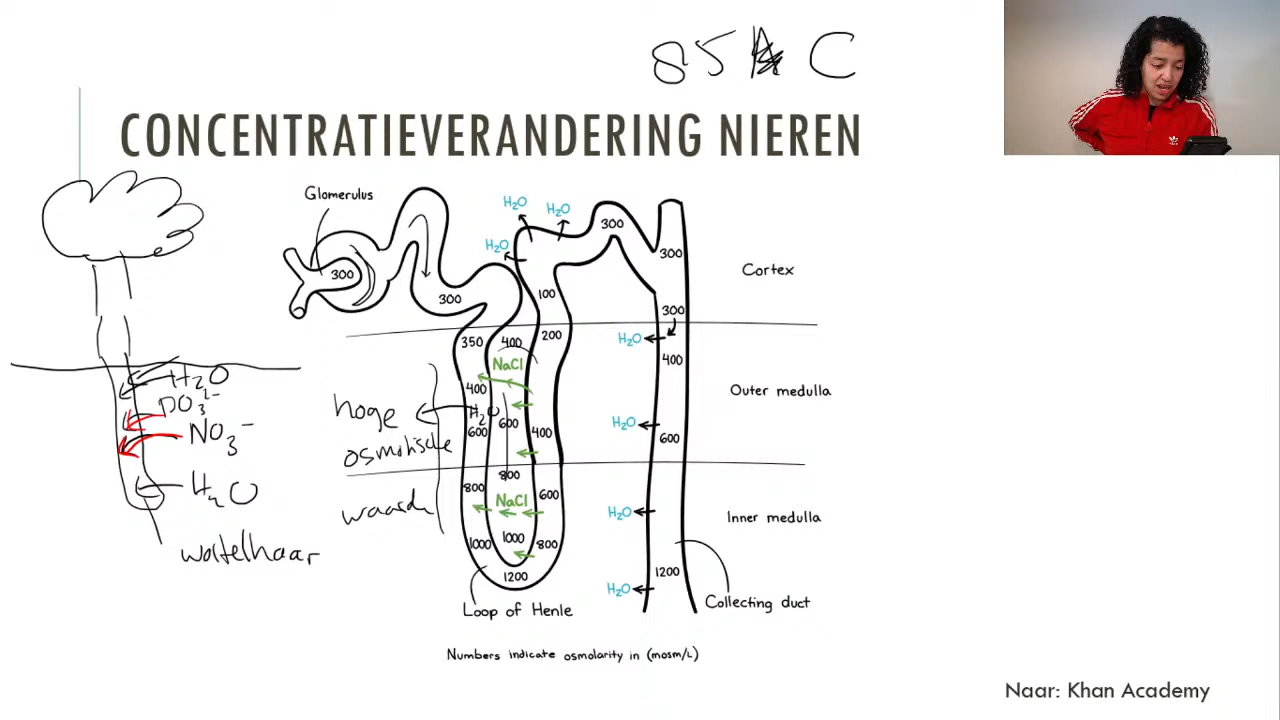 85 C
CONCENTRATIEVERANDERING NIEREN
Glomerulus
H₂O
H₂O
H₂O
300
300
300
300
100
300
Cortex
350
400
200
H₂O
400
NaCl
400
H₂O
PO₃²⁻
NO₃⁻
H₂O
hoge
osmotische
waarde
H₂O
600
600
400
800
800
NaCl
600
1000
1000
800
1200
H₂O
600
Outer medulla
H₂O
Inner medulla
H₂O
1200
wortelhaar
Loop of Henle
Collecting duct
Numbers indicate osmolarity in (mosm/L)
Naar: Khan Academy